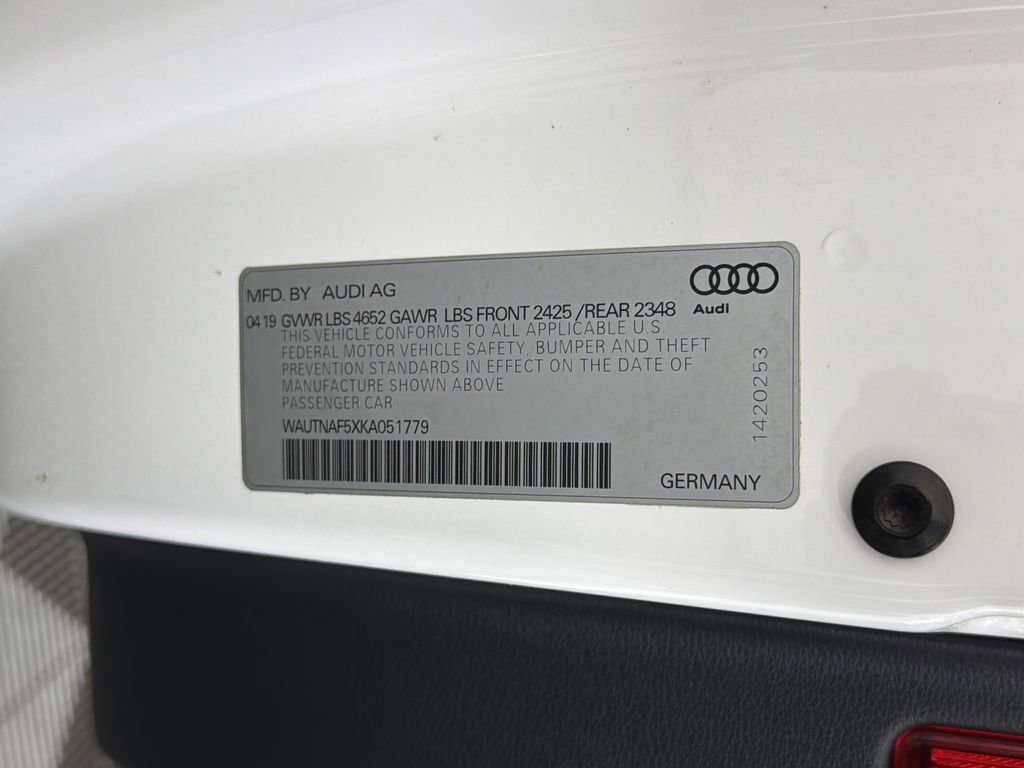 MFD. BY AUDI AG
Audi
04 19 GVWR LBS 4652 GAWR LBS FRONT 2425 /REAR 2348
THIS VEHICLE CONFORMS TO ALL APPLICABLE U.S.
FEDERAL MOTOR VEHICLE SAFETY, BUMPER AND THEFT
PREVENTION STANDARDS IN EFFECT ON THE DATE OF
MANUFACTURE SHOWN ABOVE
PASSENGER CAR
WAUTNAF5XKA051779
GERMANY
1420253